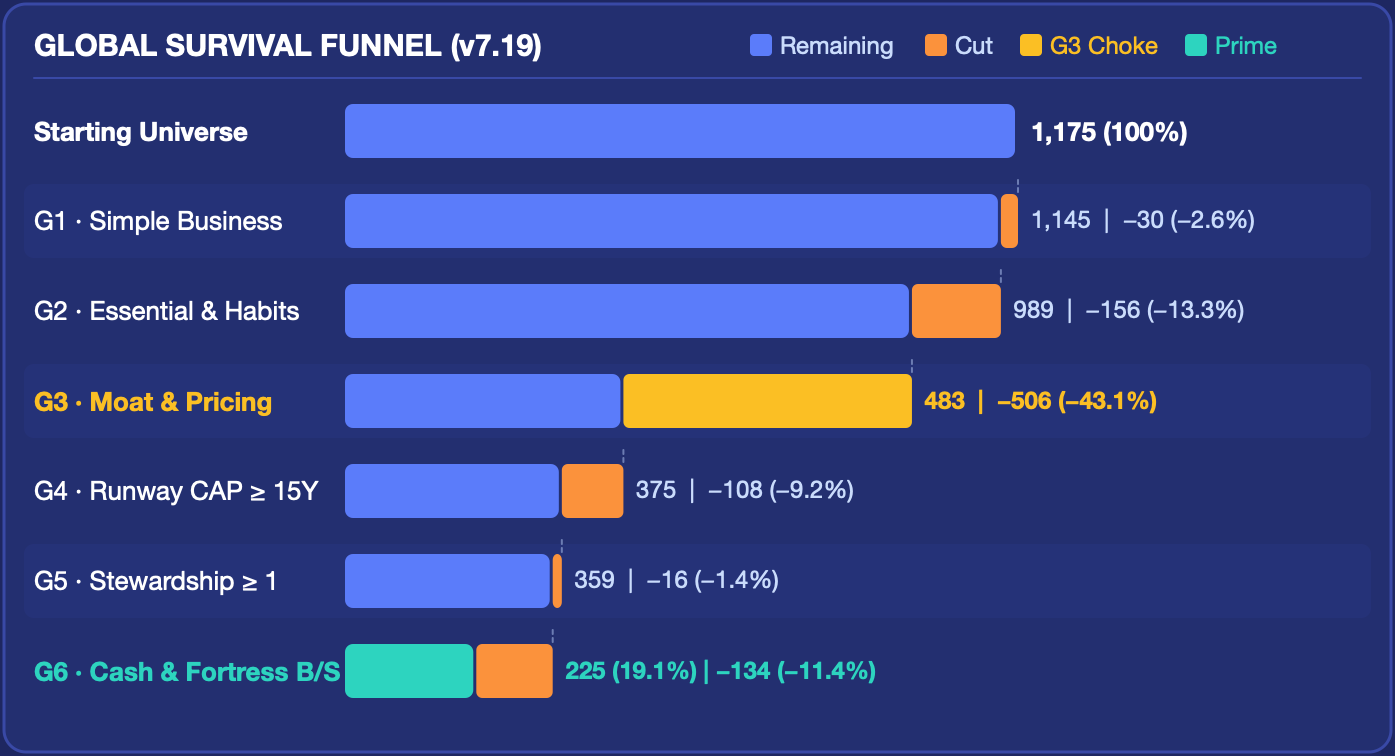 GLOBAL SURVIVAL FUNNEL (v7.19)
Remaining Cut G3 Choke Prime
Starting Universe 1,175 (100%)
G1 · Simple Business 1,145 | −30 (−2.6%)
G2 · Essential & Habits 989 | −156 (−13.3%)
G3 · Moat & Pricing 483 | −506 (−43.1%)
G4 · Runway CAP ≥ 15Y 375 | −108 (−9.2%)
G5 · Stewardship ≥ 1 359 | −16 (−1.4%)
G6 · Cash & Fortress B/S 225 (19.1%) | −134 (−11.4%)